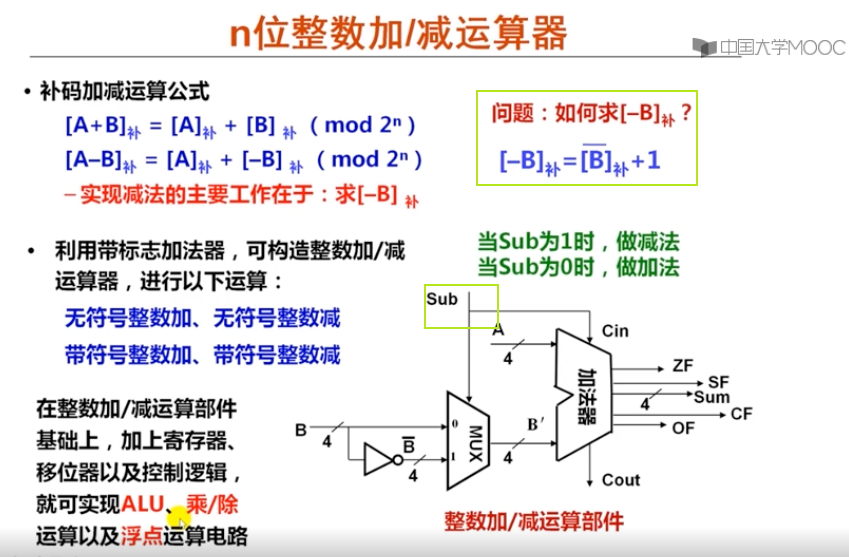 n位整数加/减运算器
中国大学MOOC
• 补码加减运算公式
[A+B]补 = [A]补 + [B] 补 ( mod 2ⁿ )
[A–B]补 = [A]补 + [–B] 补 ( mod 2ⁿ )
– 实现减法的主要工作在于：求[–B] 补
问题：如何求[–B]补？
[–B]补=[B̅]补+1
• 利用带标志加法器，可构造整数加/减
运算器，进行以下运算：
无符号整数加、无符号整数减
带符号整数加、带符号整数减
在整数加/减运算部件
基础上，加上寄存器、
移位器以及控制逻辑，
就可实现ALU、乘/除
运算以及浮点运算电路
当Sub为1时，做减法
当Sub为0时，做加法
Sub
A
4
Cin
加法器
ZF
SF
4
Sum
CF
OF
Cout
B
4
B̅
4
0
1
MUX
B'
4
整数加/减运算部件